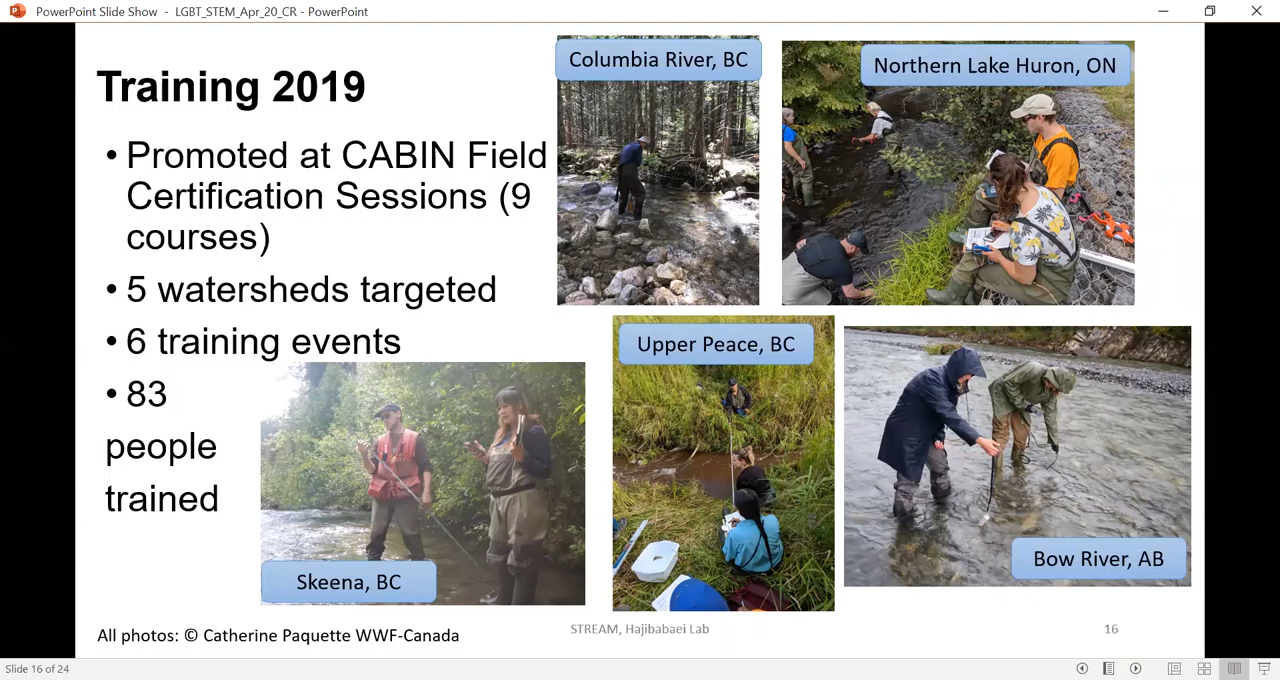 PowerPoint Slide Show - LGBT_STEM_Apr_20_CR - PowerPoint
Training 2019
• Promoted at CABIN Field
Certification Sessions (9
courses)
• 5 watersheds targeted
• 6 training events
• 83
people
trained
Columbia River, BC
Northern Lake Huron, ON
Upper Peace, BC
Skeena, BC
Bow River, AB
All photos: © Catherine Paquette WWF-Canada
STREAM, Hajibabaei Lab
16
Slide 16 of 24